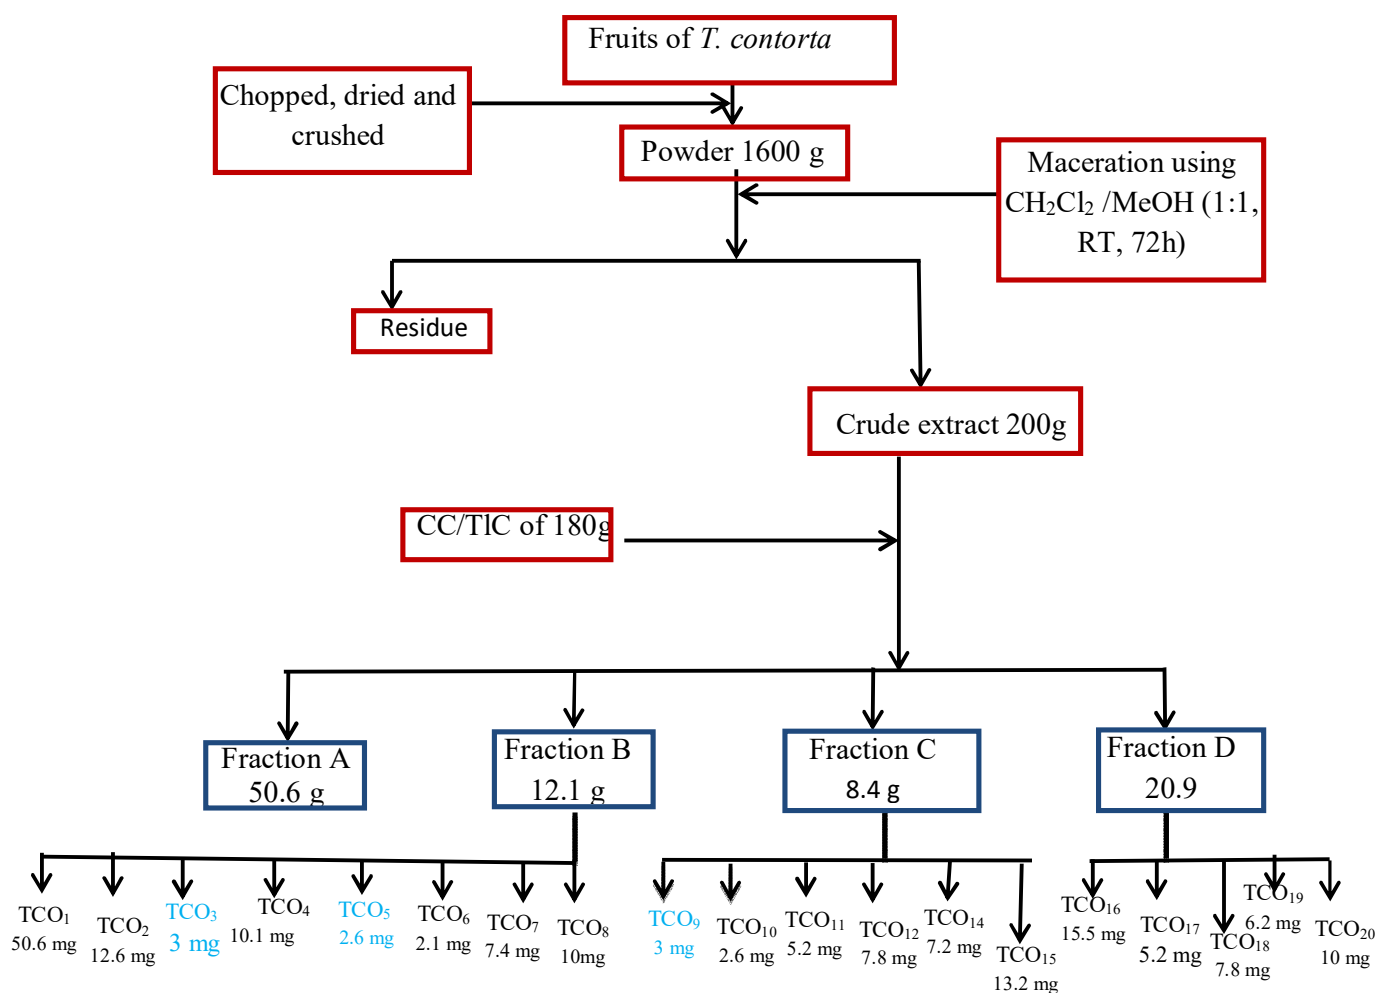 Fruits of T. contorta
Chopped, dried and
crushed
Powder 1600 g
Maceration using
CH₂Cl₂ /MeOH (1:1,
RT, 72h)
Residue
Crude extract 200g
CC/TlC of 180g
Fraction A
50.6 g
Fraction B
12.1 g
Fraction C
8.4 g
Fraction D
20.9
TCO₁
50.6 mg
TCO₂
12.6 mg
TCO₃
3 mg
TCO₄
10.1 mg
TCO₅
2.6 mg
TCO₆
2.1 mg
TCO₇
7.4 mg
TCO₈
10mg
TCO₉
3 mg
TCO₁₀
2.6 mg
TCO₁₁
5.2 mg
TCO₁₂
7.8 mg
TCO₁₄
7.2 mg
TCO₁₅
13.2 mg
TCO₁₆
15.5 mg
TCO₁₇
5.2 mg
TCO₁₈
7.8 mg
TCO₁₉
6.2 mg
TCO₂₀
10 mg